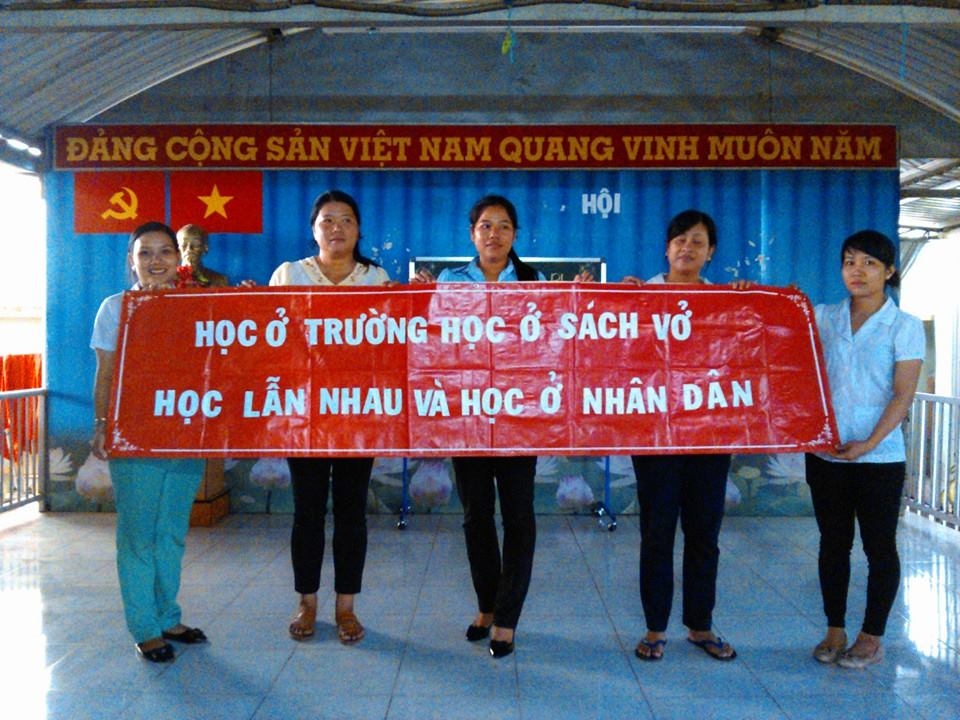 ĐẢNG CỘNG SẢN VIỆT NAM QUANG VINH MUÔN NĂM
HỘI
HỌC Ở TRƯỜNG HỌC Ở SÁCH VỞ
HỌC LẪN NHAU VÀ HỌC Ở NHÂN DÂN